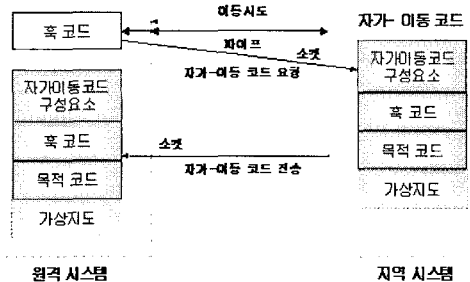 이동시도
훅 코드
파이프
소켓
자가-이동 코드 요청
자가- 이동 코드
자가이동코드
구성요소
훅 코드
목적 코드
가상지도
소켓
자가-이동 코드 전송
자가이동코드
구성요소
훅 코드
목적 코드
가상지도
원격 시스템
지역 시스템